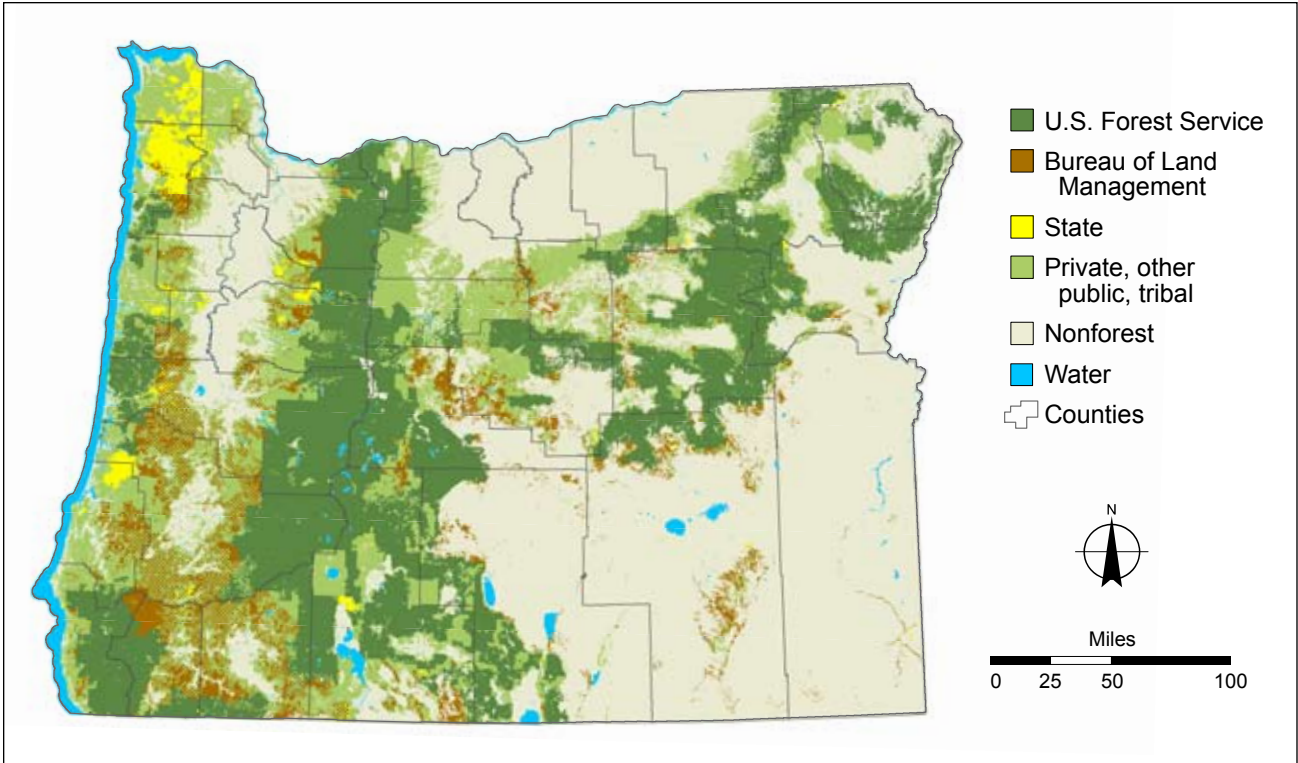 U.S. Forest Service
Bureau of Land
Management
State
Private, other
public, tribal
Nonforest
Water
Counties
N
Miles
0 25 50 100